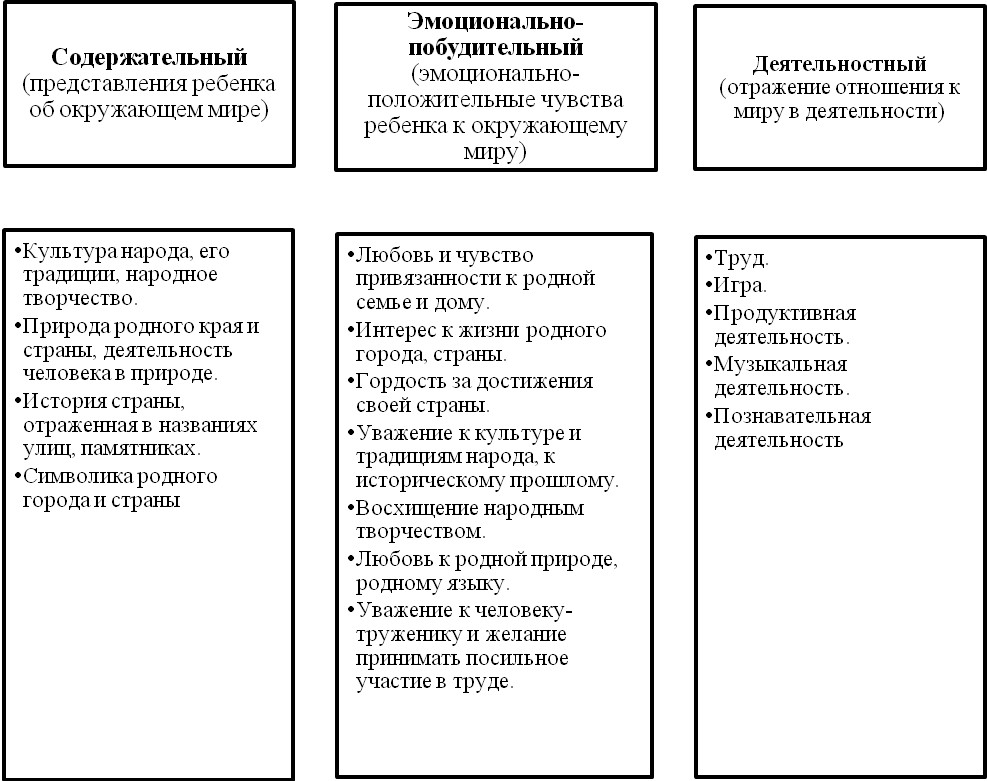 Содержательный
(представления ребенка
об окружающем мире)
Эмоционально-
побудительный
(эмоционально-
положительные чувства
ребенка к окружающему
миру)
Деятельностный
(отражение отношения к
миру в деятельности)
•Культура народа, его
традиции, народное
творчество.
•Природа родного края и
страны, деятельность
человека в природе.
•История страны,
отраженная в названиях
улиц, памятниках.
•Символика родного
города и страны
•Любовь и чувство
привязанности к родной
семье и дому.
•Интерес к жизни родного
города, страны.
•Гордость за достижения
своей страны.
•Уважение к культуре и
традициям народа, к
историческому прошлому.
•Восхищение народным
творчеством.
•Любовь к родной природе,
родному языку.
•Уважение к человеку-
труженику и желание
принимать посильное
участие в труде.
•Труд.
•Игра.
•Продуктивная
деятельность.
•Музыкальная
деятельность.
•Познавательная
деятельность